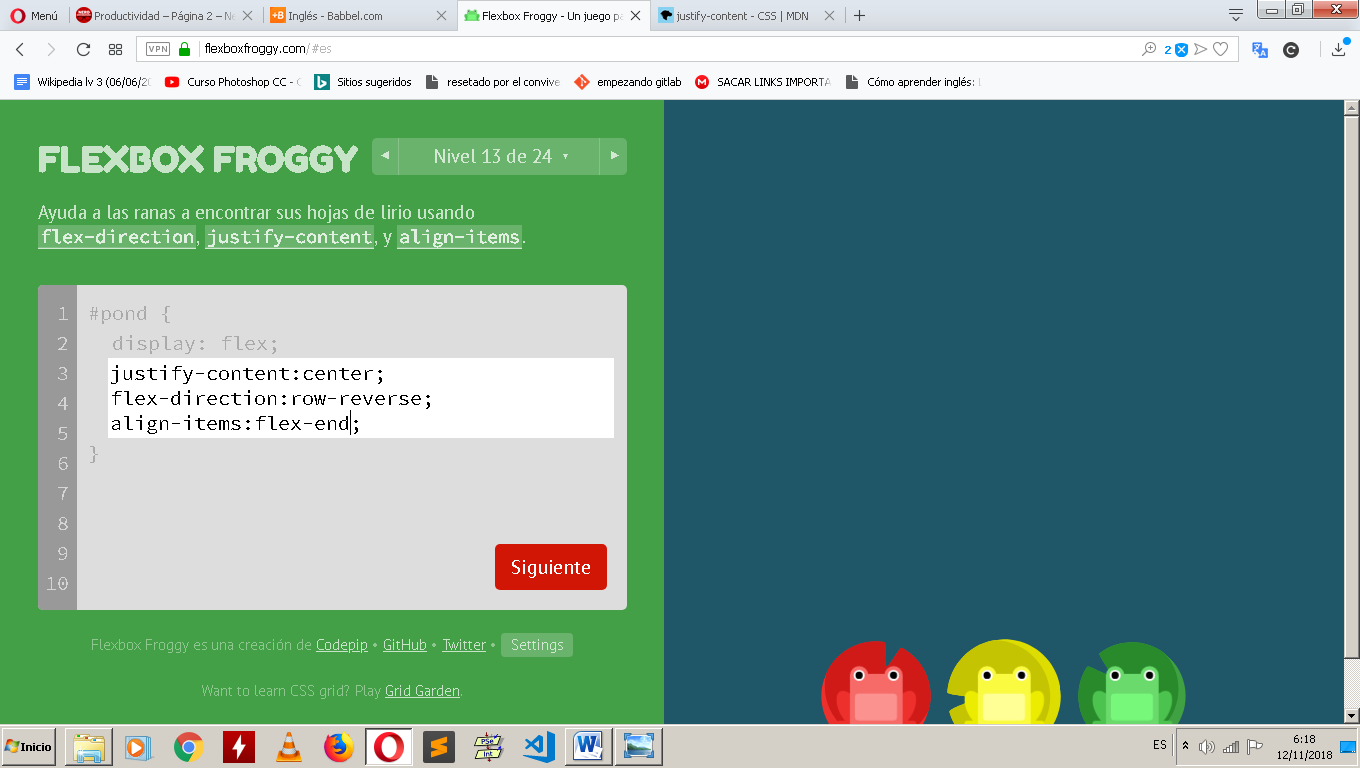 Menú
Productividad – Página 2 – Ne
Inglés - Babbel.com
Flexbox Froggy - Un juego pa
justify-content - CSS | MDN
VPN
flexboxfroggy.com/#es
2
Wikipedia lv 3 (06/06/20
Curso Photoshop CC - C
Sitios sugeridos
resetado por el convive
empezando gitlab
SACAR LINKS IMPORTA
Cómo aprender inglés:
FLEXBOX FROGGY
Nivel 13 de 24
Ayuda a las ranas a encontrar sus hojas de lirio usando
flex-direction, justify-content, y align-items.
1 #pond {
2 display: flex;
3 justify-content:center;
4 flex-direction:row-reverse;
5 align-items:flex-end;
6 }
7
8
9
10
Siguiente
Flexbox Froggy es una creación de Codepip • GitHub • Twitter • Settings
Want to learn CSS grid? Play Grid Garden.
Inicio
PSe
Int
ES
6:18
12/11/2018